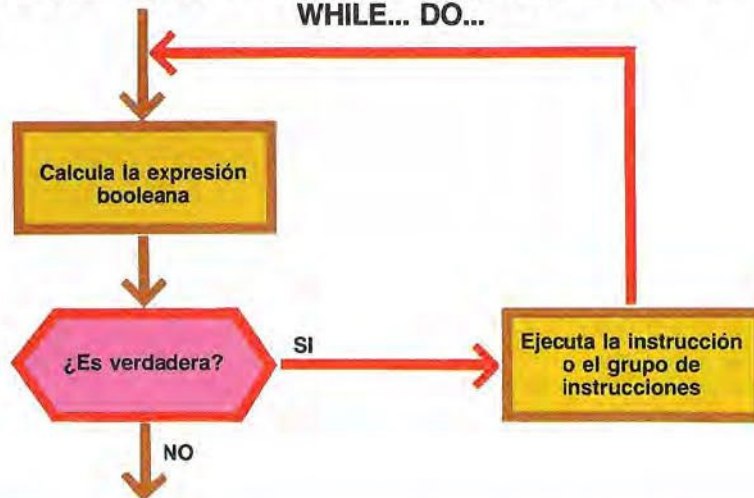 WHILE... DO...
Calcula la expresión
booleana
¿Es verdadera?
SI
Ejecuta la instrucción
o el grupo de
instrucciones
NO